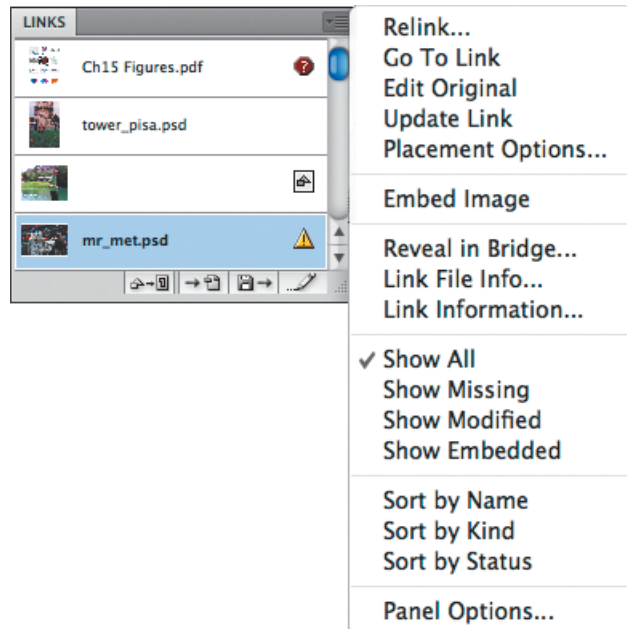 LINKS
Ch15 Figures.pdf
?
tower_pisa.psd
mr_met.psd
Relink...
Go To Link
Edit Original
Update Link
Placement Options...
Embed Image
Reveal in Bridge...
Link File Info...
Link Information...
Show All
Show Missing
Show Modified
Show Embedded
Sort by Name
Sort by Kind
Sort by Status
Panel Options...